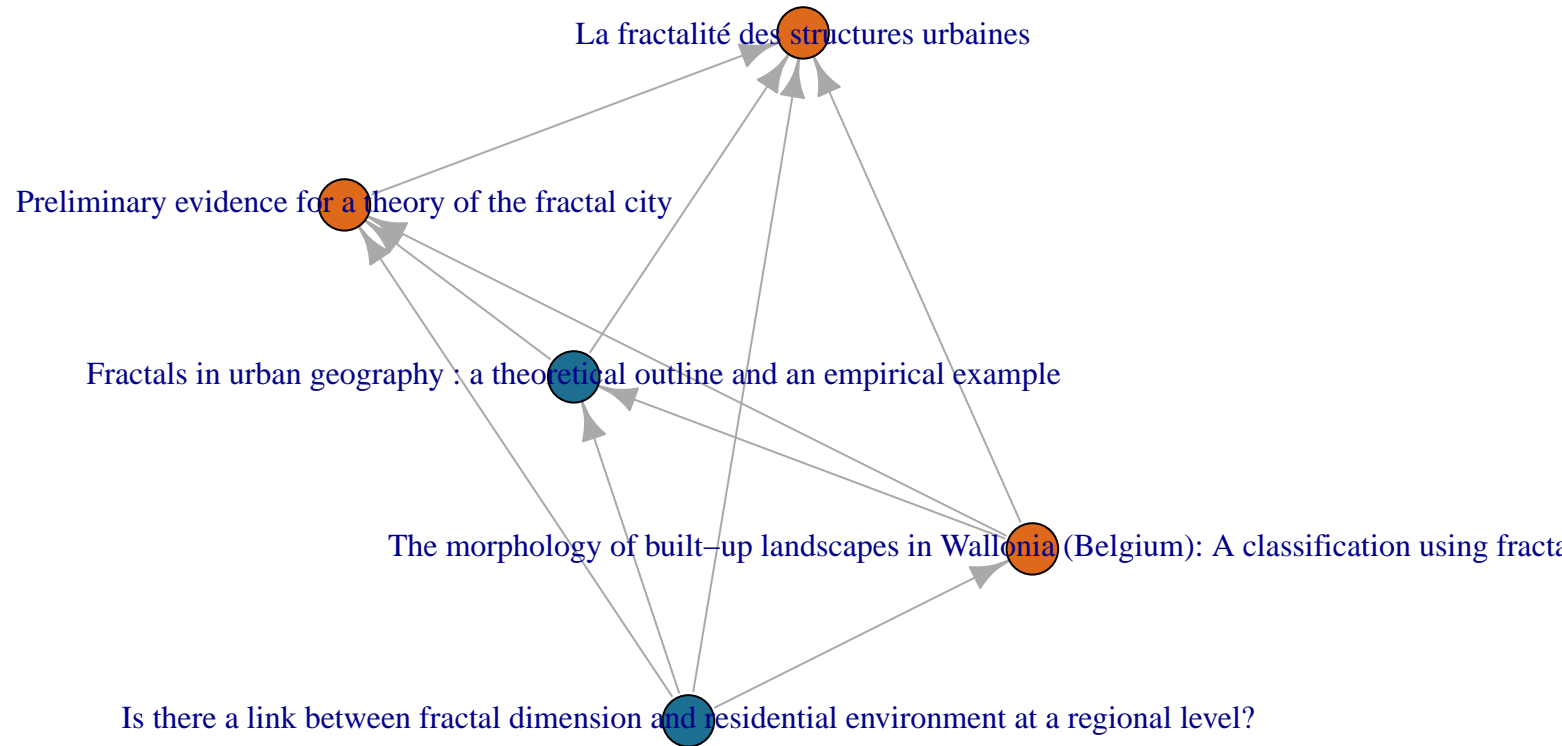 La fractalité des structures urbaines
Preliminary evidence for a theory of the fractal city
Fractals in urban geography : a theoretical outline and an empirical example
The morphology of built−up landscapes in Wallonia (Belgium): A classification using fracta
Is there a link between fractal dimension and residential environment at a regional level?